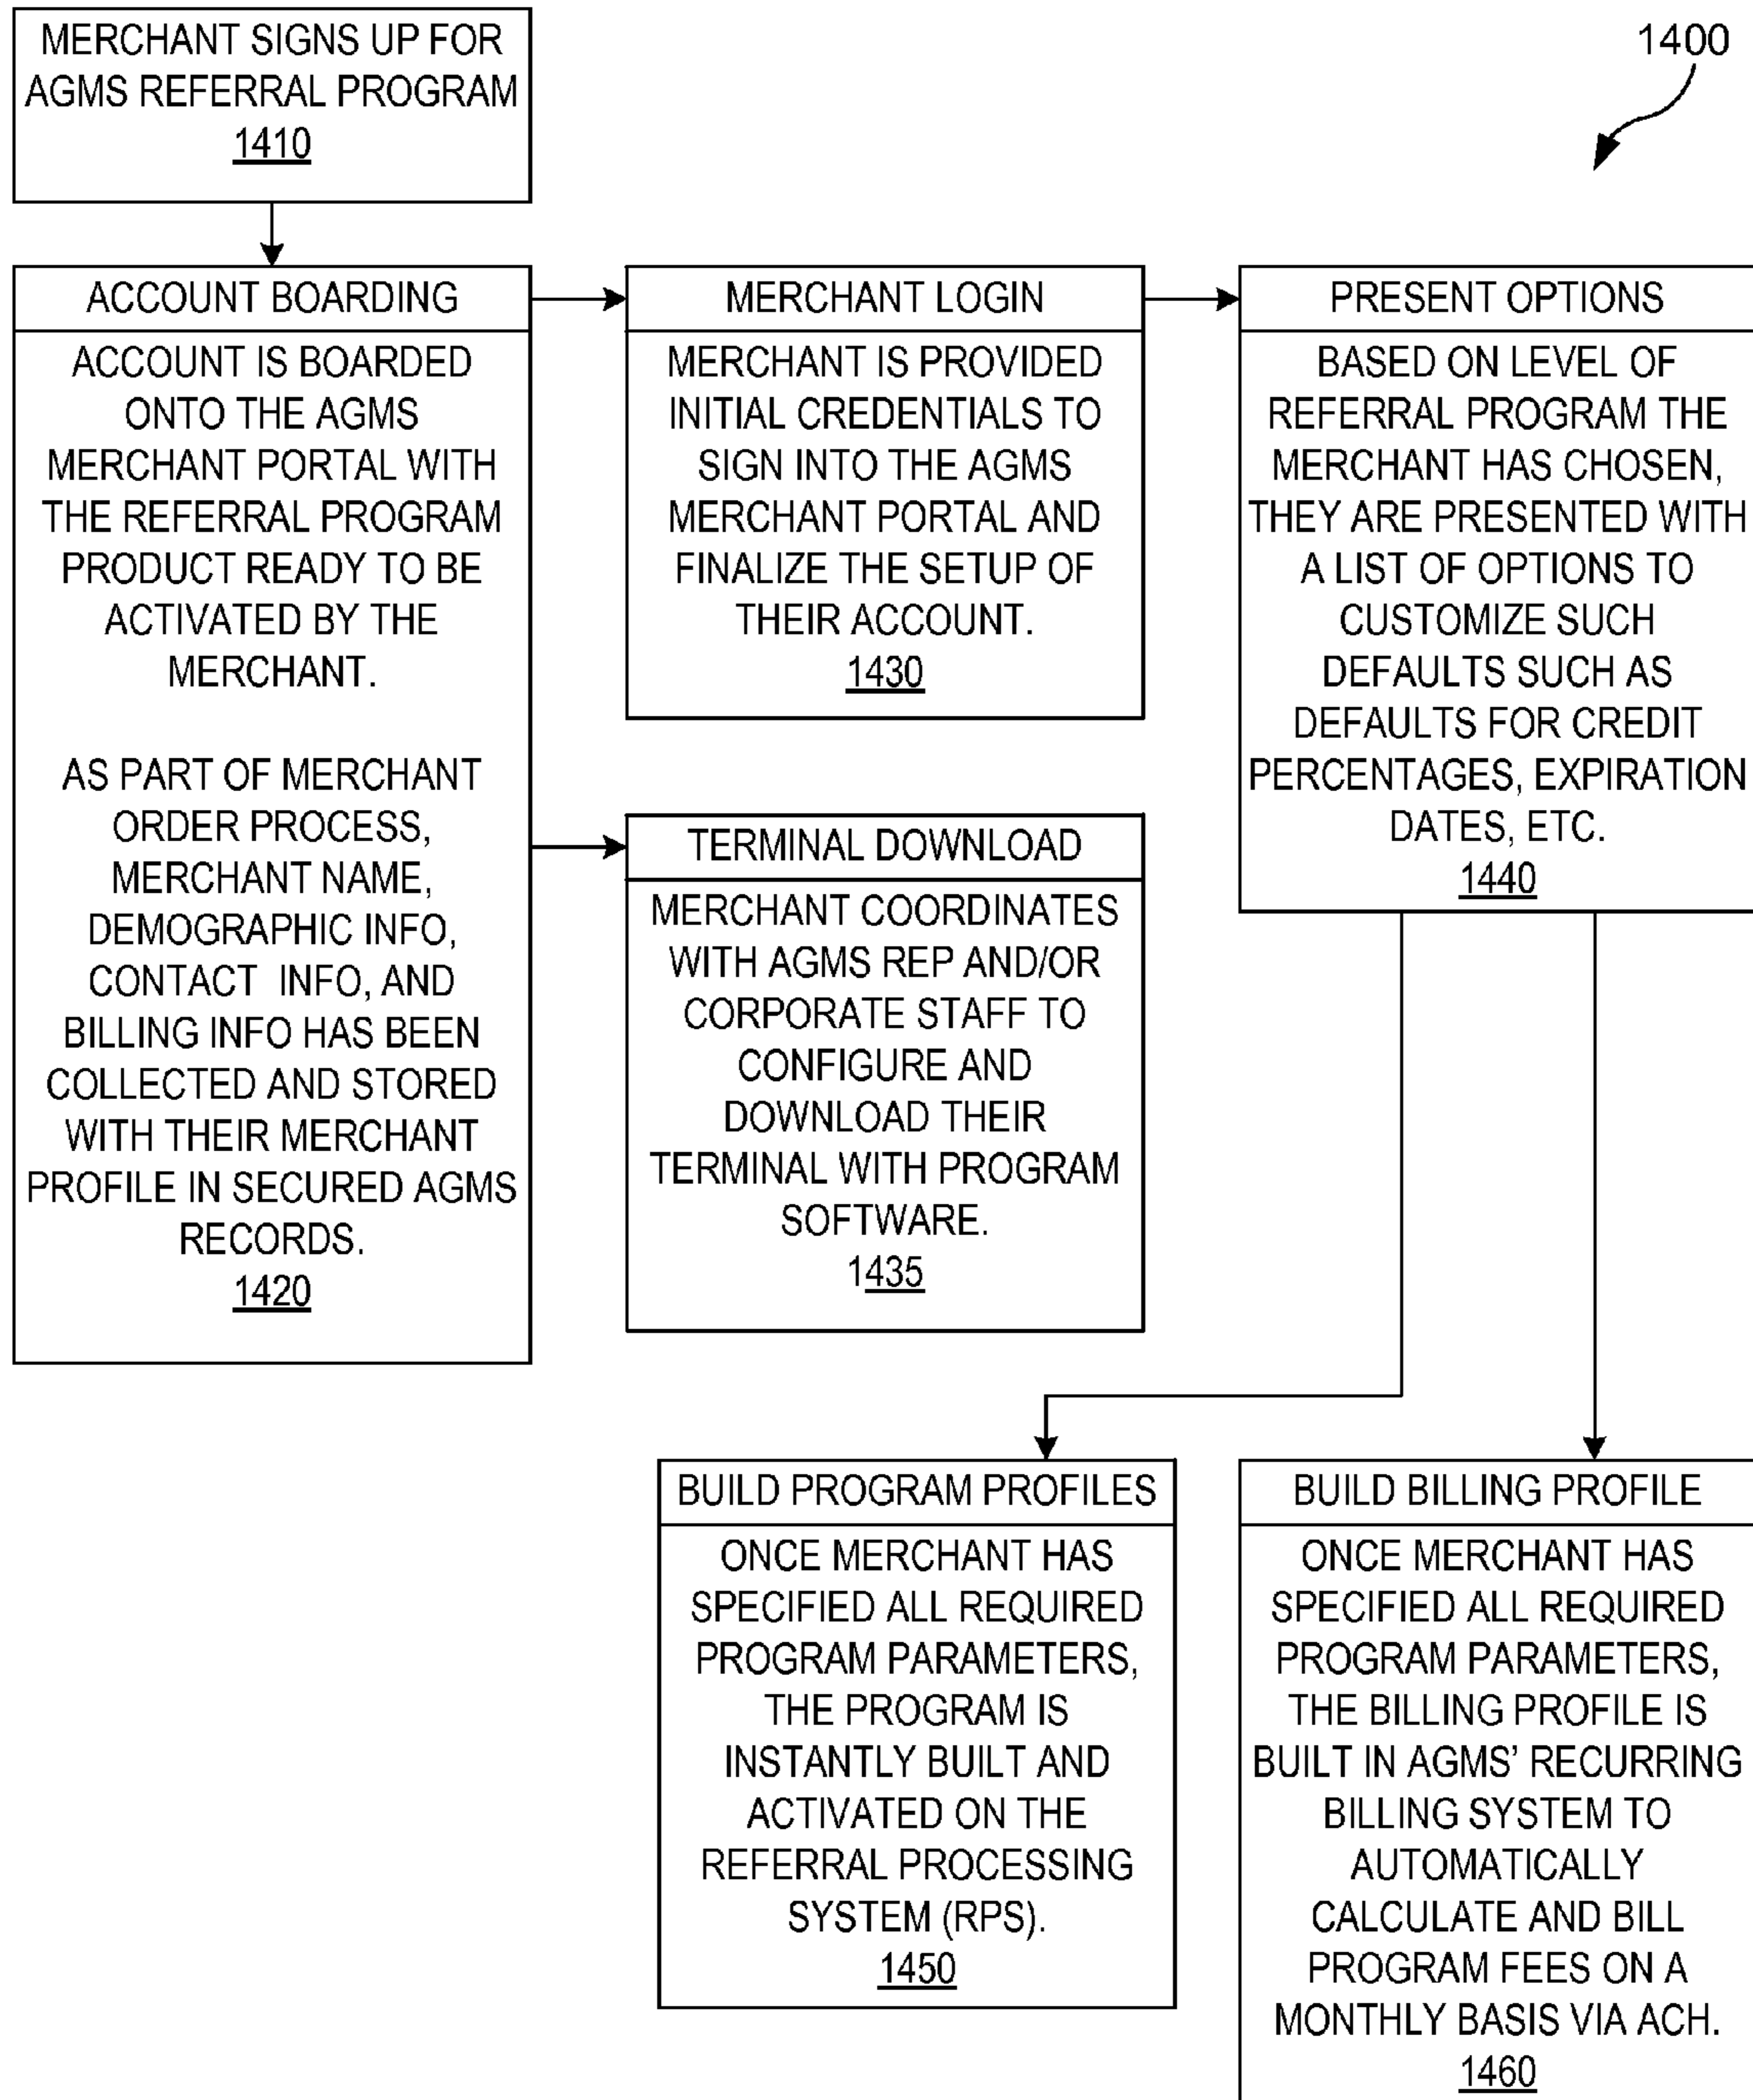 MERCHANT SIGNS UP FOR
AGMS REFERRAL PROGRAM
1410
1400
ACCOUNT BOARDING
ACCOUNT IS BOARDED
ONTO THE AGMS
MERCHANT PORTAL WITH
THE REFERRAL PROGRAM
PRODUCT READY TO BE
ACTIVATED BY THE
MERCHANT.
AS PART OF MERCHANT
ORDER PROCESS,
MERCHANT NAME,
DEMOGRAPHIC INFO,
CONTACT INFO, AND
BILLING INFO HAS BEEN
COLLECTED AND STORED
WITH THEIR MERCHANT
PROFILE IN SECURED AGMS
RECORDS.
1420
MERCHANT LOGIN
MERCHANT IS PROVIDED
INITIAL CREDENTIALS TO
SIGN INTO THE AGMS
MERCHANT PORTAL AND
FINALIZE THE SETUP OF
THEIR ACCOUNT.
1430
TERMINAL DOWNLOAD
MERCHANT COORDINATES
WITH AGMS REP AND/OR
CORPORATE STAFF TO
CONFIGURE AND
DOWNLOAD THEIR
TERMINAL WITH PROGRAM
SOFTWARE.
1435
PRESENT OPTIONS
BASED ON LEVEL OF
REFERRAL PROGRAM THE
MERCHANT HAS CHOSEN,
THEY ARE PRESENTED WITH
A LIST OF OPTIONS TO
CUSTOMIZE SUCH
DEFAULTS SUCH AS
DEFAULTS FOR CREDIT
PERCENTAGES, EXPIRATION
DATES, ETC.
1440
BUILD PROGRAM PROFILES
ONCE MERCHANT HAS
SPECIFIED ALL REQUIRED
PROGRAM PARAMETERS,
THE PROGRAM IS
INSTANTLY BUILT AND
ACTIVATED ON THE
REFERRAL PROCESSING
SYSTEM (RPS).
1450
BUILD BILLING PROFILE
ONCE MERCHANT HAS
SPECIFIED ALL REQUIRED
PROGRAM PARAMETERS,
THE BILLING PROFILE IS
BUILT IN AGMS’ RECURRING
BILLING SYSTEM TO
AUTOMATICALLY
CALCULATE AND BILL
PROGRAM FEES ON A
MONTHLY BASIS VIA ACH.
1460